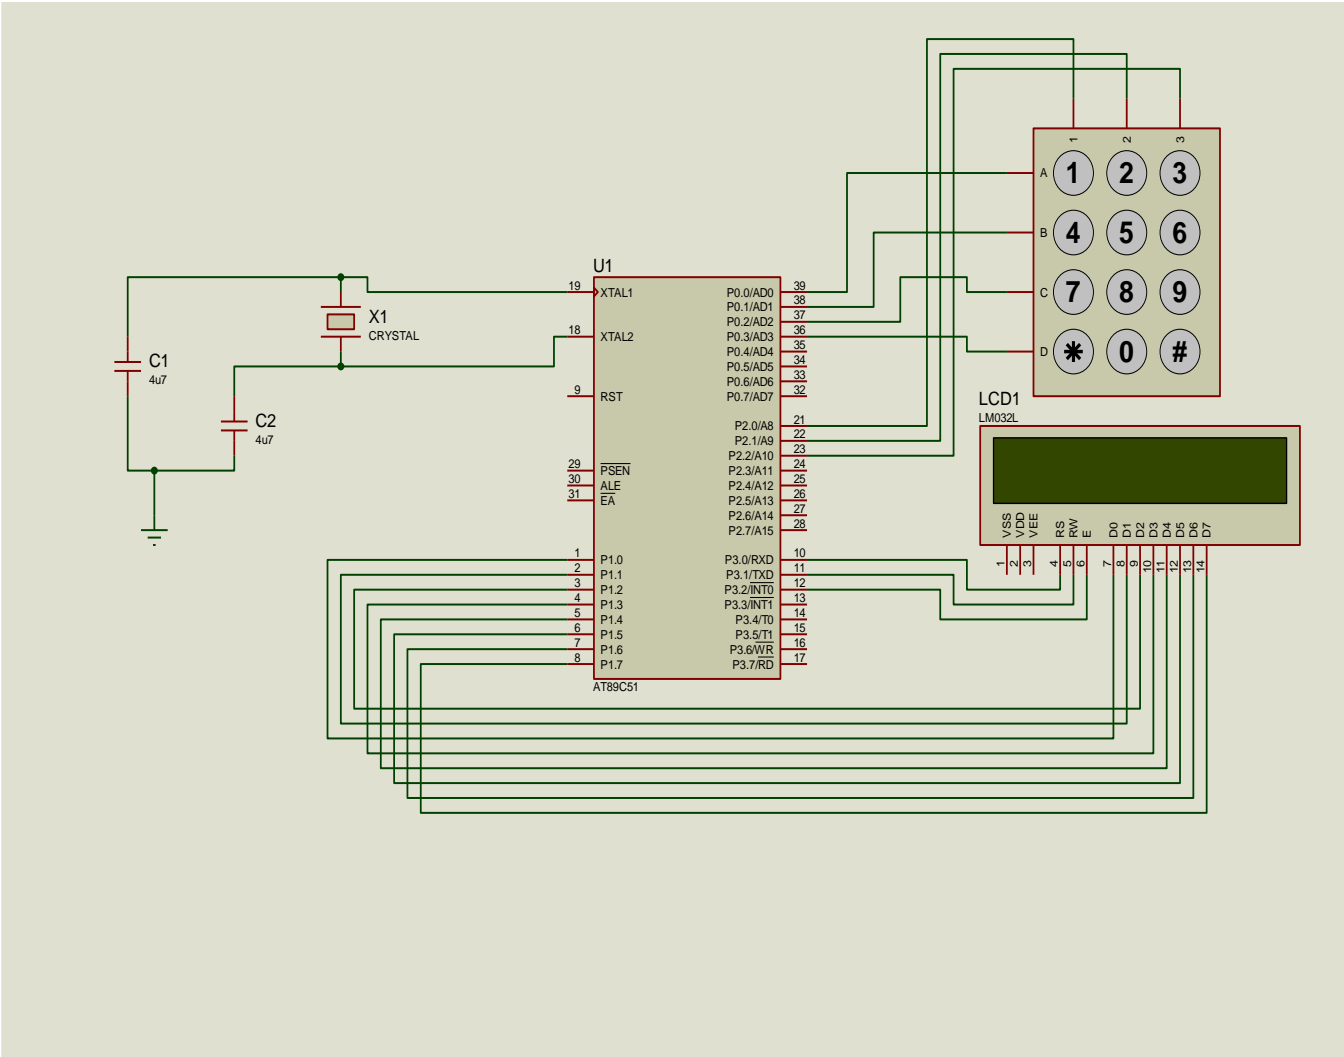 1
2
3
A
1
2
3
B
4
5
6
C
7
8
9
D
*
0
#
U1
19
XTAL1
18
XTAL2
9
RST
29
PSEN
30
ALE
31
EA
1
P1.0
2
P1.1
3
P1.2
4
P1.3
5
P1.4
6
P1.5
7
P1.6
8
P1.7
P0.0/AD0
39
P0.1/AD1
38
P0.2/AD2
37
P0.3/AD3
36
P0.4/AD4
35
P0.5/AD5
34
P0.6/AD6
33
P0.7/AD7
32
P2.0/A8
21
P2.1/A9
22
P2.2/A10
23
P2.3/A11
24
P2.4/A12
25
P2.5/A13
26
P2.6/A14
27
P2.7/A15
28
P3.0/RXD
10
P3.1/TXD
11
P3.2/INT0
12
P3.3/INT1
13
P3.4/T0
14
P3.5/T1
15
P3.6/WR
16
P3.7/RD
17
AT89C51
X1
CRYSTAL
C1
4u7
C2
4u7
LCD1
LM032L
VSS
VDD
VEE
RS
RW
E
D0
D1
D2
D3
D4
D5
D6
D7
1
2
3
4
5
6
7
8
9
10
11
12
13
14